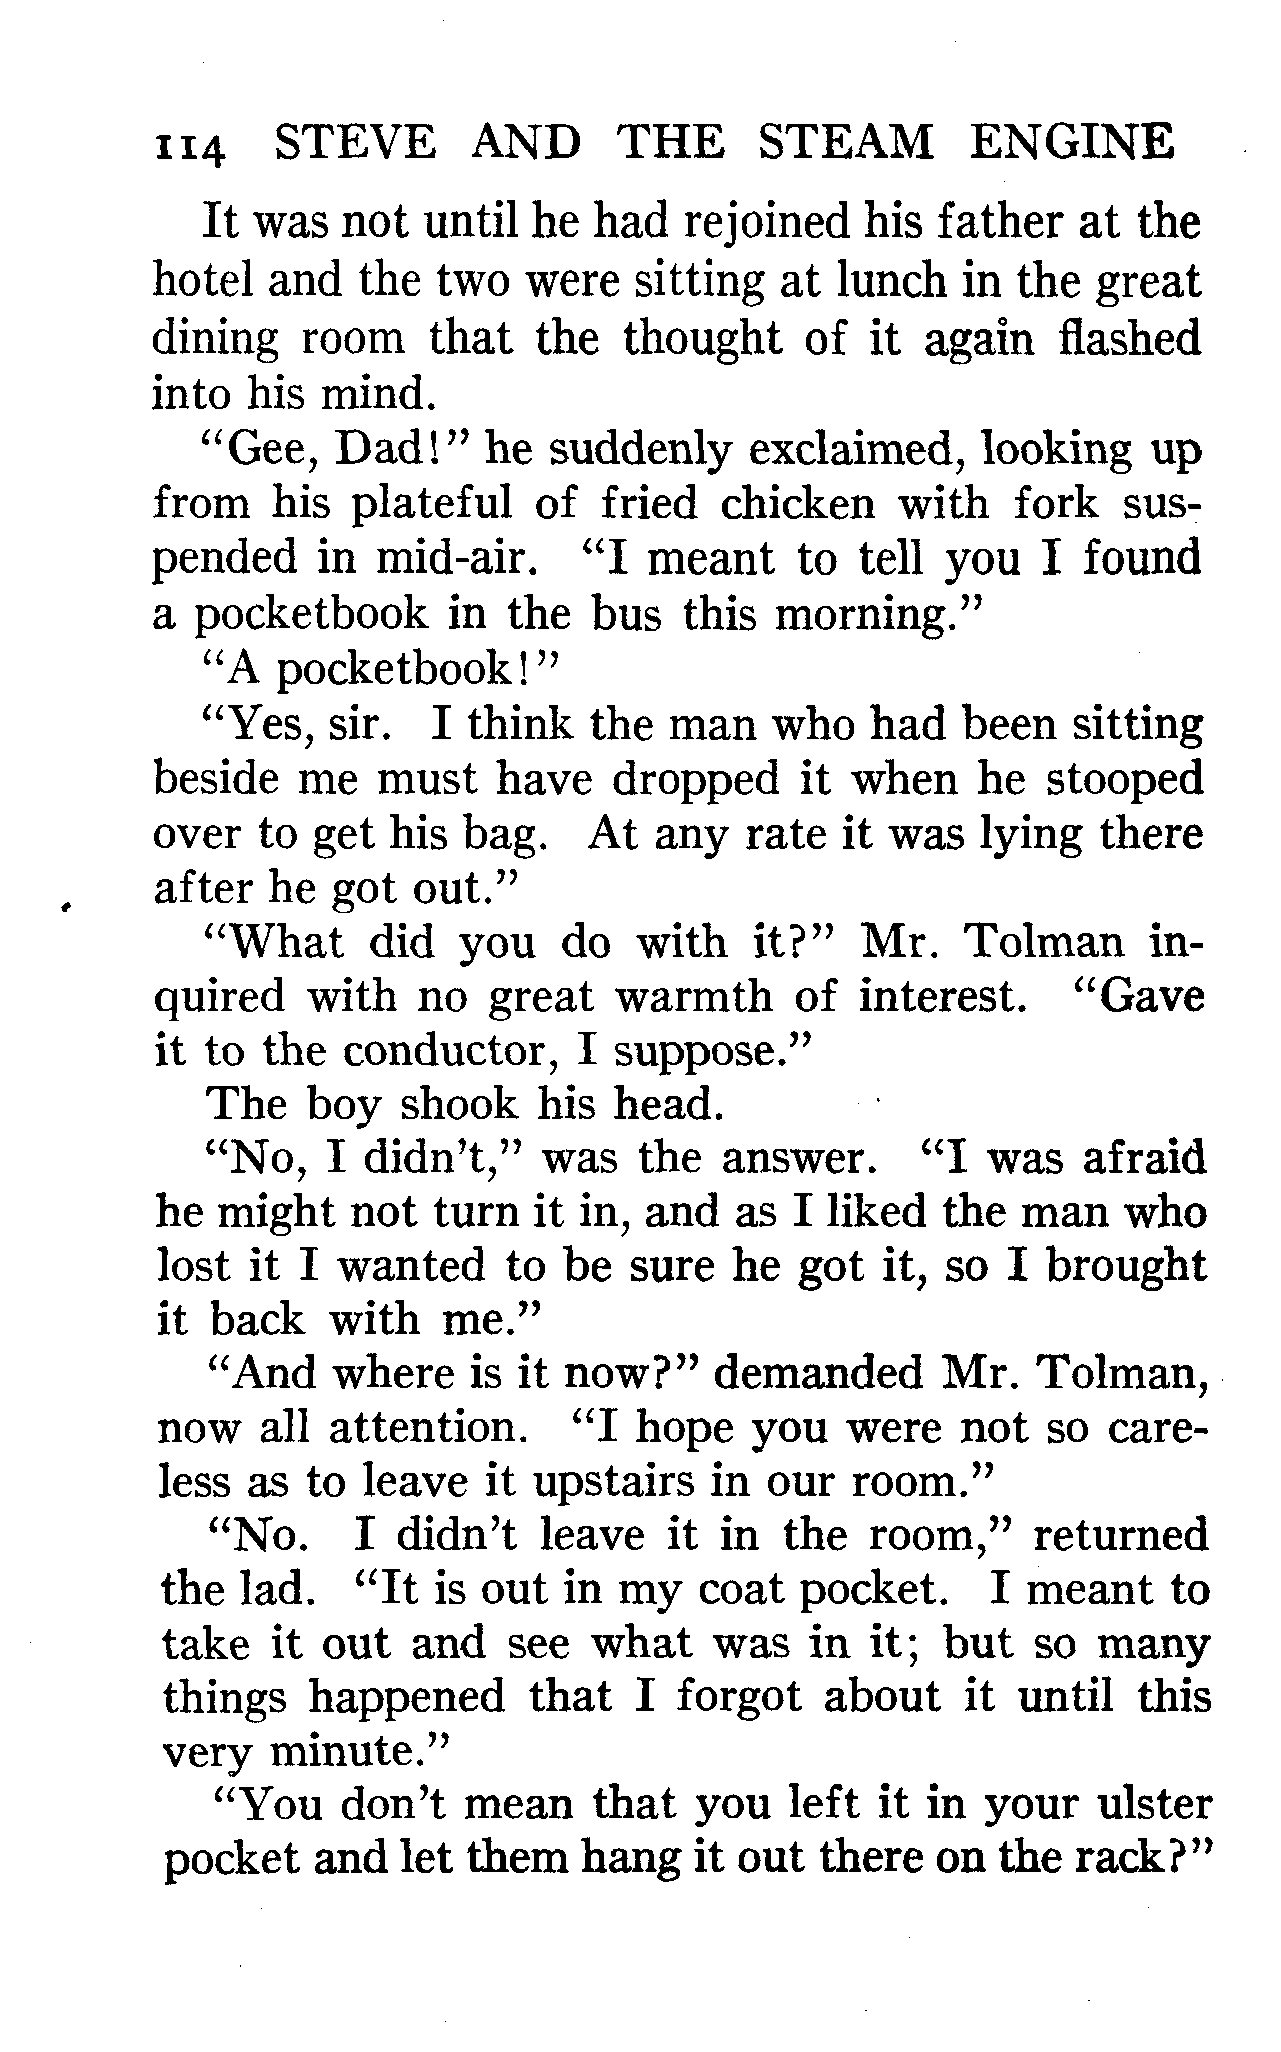 114 STEVE AND THE STEAM ENGINE
It was not until he had rejoined his father at the
hotel and the two were sitting at lunch in the great
dining room that the thought of it again flashed
into his mind.
"Gee, Dad!" he suddenly exclaimed, looking up
from his plateful of fried chicken with fork sus-
pended in mid-air. "I meant to tell you I found
a pocketbook in the bus this morning."
"A pocketbook!"
"Yes, sir. I think the man who had been sitting
beside me must have dropped it when he stooped
over to get his bag. At any rate it was lying there
after he got out."
"What did you do with it?" Mr. Tolman in-
quired with no great warmth of interest. "Gave
it to the conductor, I suppose."
The boy shook his head.
"No, I didn't," was the answer. "I was afraid
he might not turn it in, and as I liked the man who
lost it I wanted to be sure he got it, so I brought
it back with me."
"And where is it now?" demanded Mr. Tolman,
now all attention. "I hope you were not so care-
less as to leave it upstairs in our room."
"No. I didn't leave it in the room," returned
the lad. "It is out in my coat pocket. I meant to
take it out and see what was in it; but so many
things happened that I forgot about it until this
very minute."
"You don't mean that you left it in your ulster
pocket and let them hang it out there on the rack?"